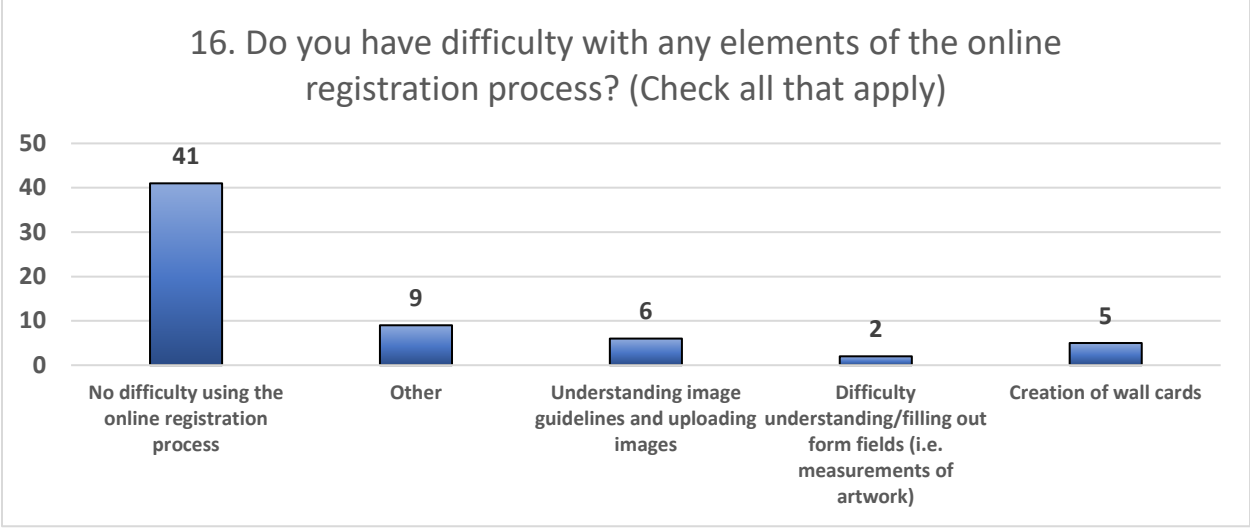 16. Do you have difficulty with any elements of the online
registration process? (Check all that apply)
50
40
30
20
10
0
41
9
6
2
5
No difficulty using the
online registration
process
Other
Understanding image
guidelines and uploading
images
Difficulty
understanding/filling out
form fields (i.e.
measurements of
artwork)
Creation of wall cards